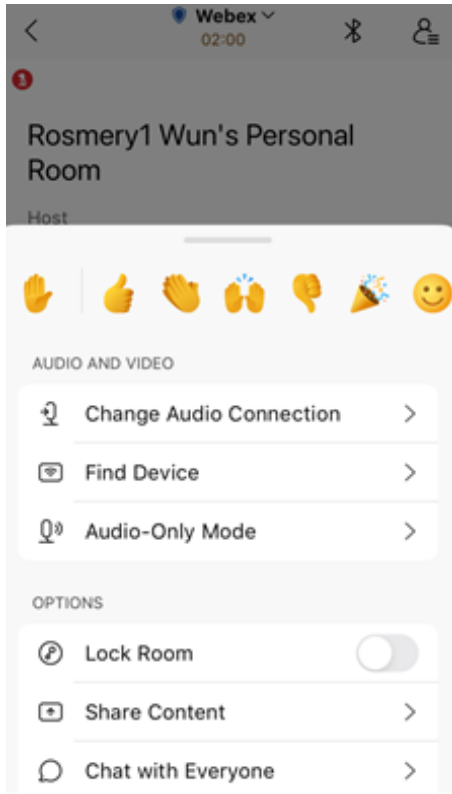 Webex
02:00
1
Rosmery1 Wun's Personal
Room
Host
AUDIO AND VIDEO
Change Audio Connection
Find Device
Audio-Only Mode
OPTIONS
Lock Room
Share Content
Chat with Everyone